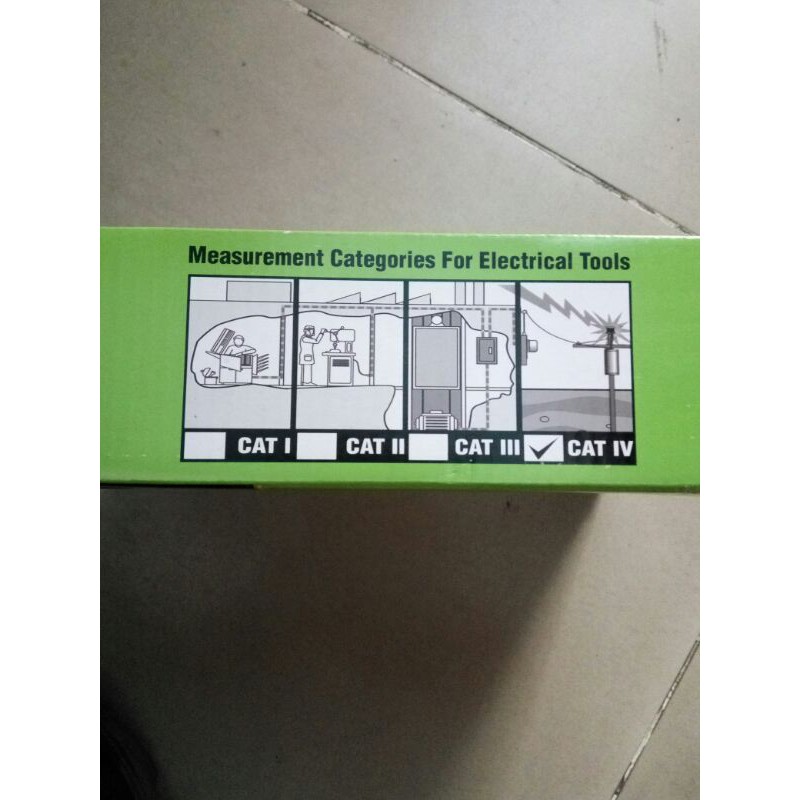 Measurement Categories For Electrical Tools
CAT I CAT II CAT III CAT IV